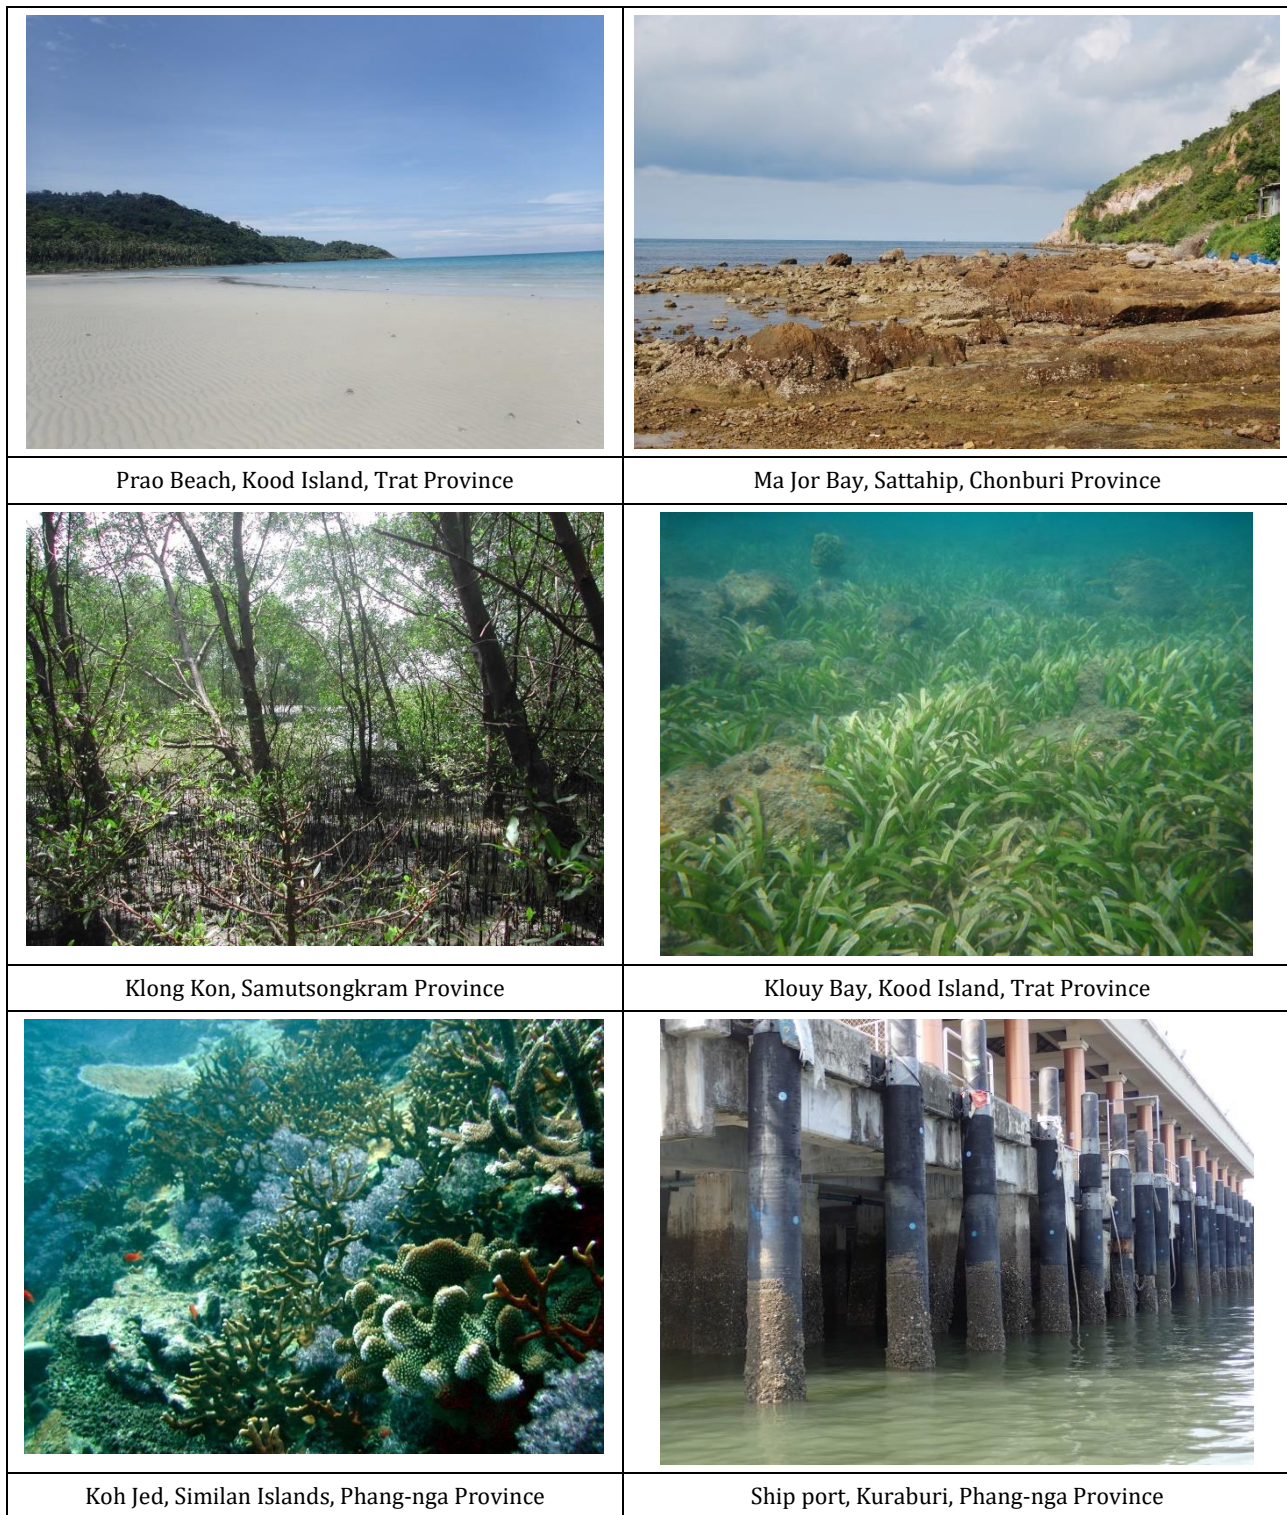 Prao Beach, Kood Island, Trat Province
Ma Jor Bay, Sattahip, Chonburi Province
Klong Kon, Samutsongkram Province
Klouy Bay, Kood Island, Trat Province
Koh Jed, Similan Islands, Phang-nga Province
Ship port, Kuraburi, Phang-nga Province